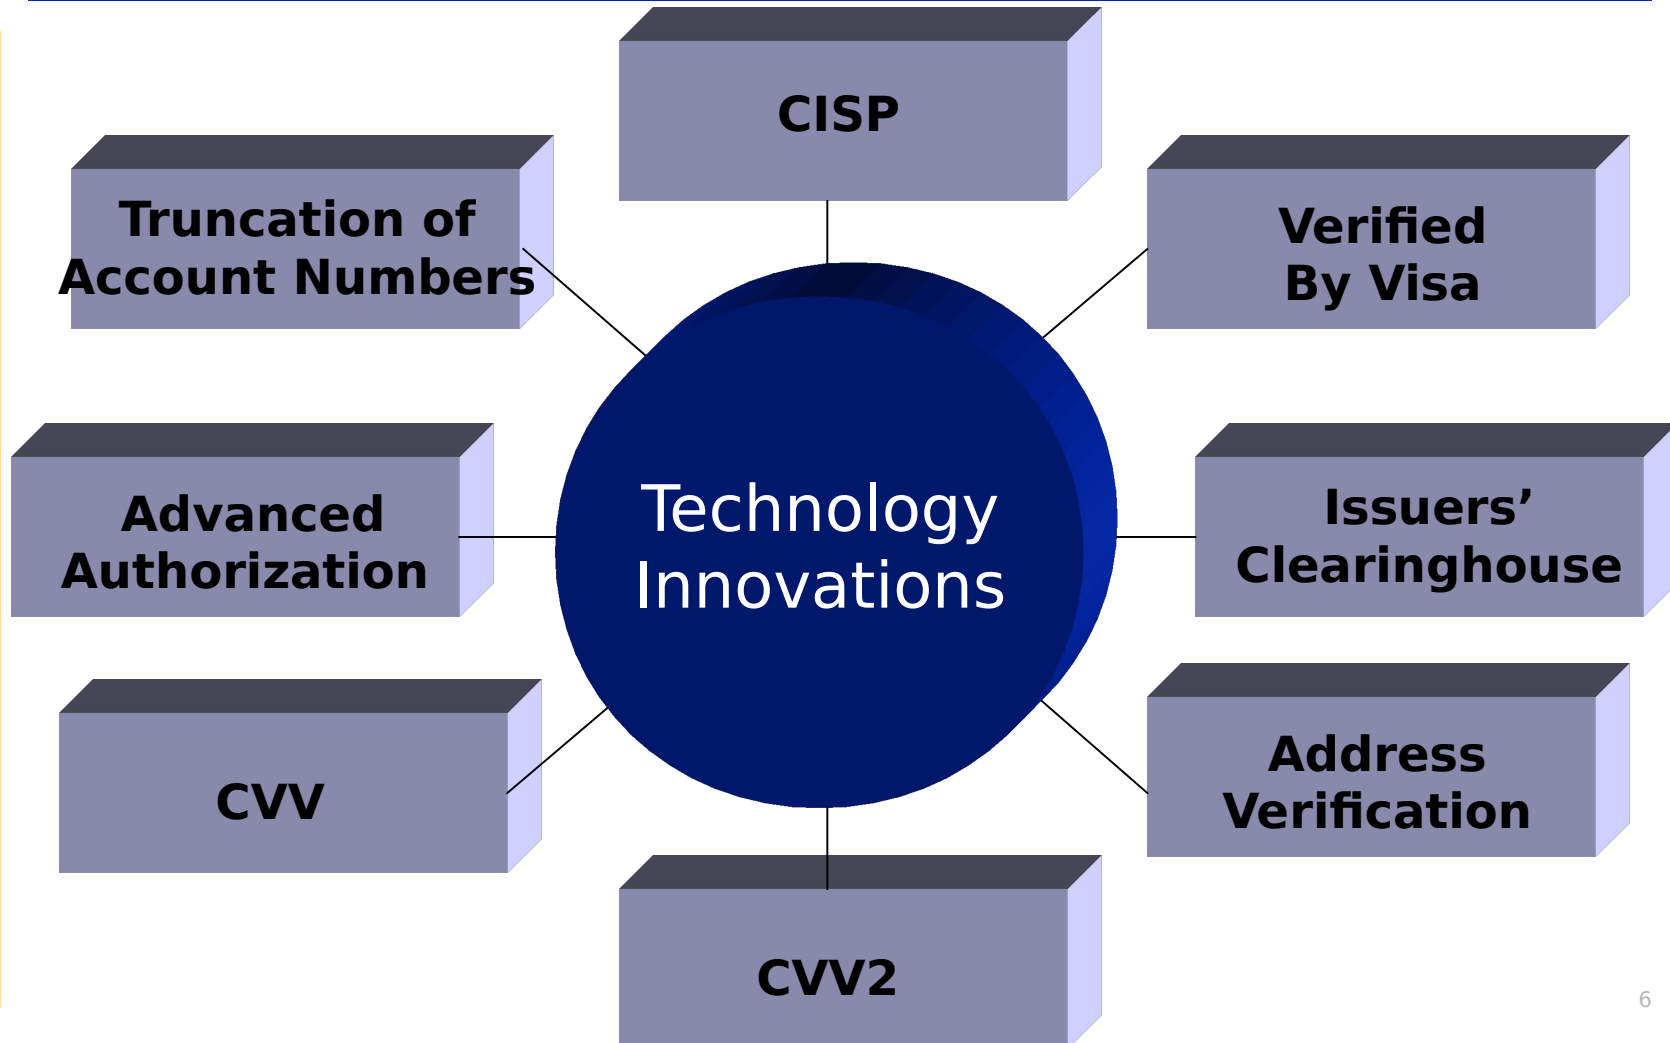 CISP
Truncation of
Account Numbers
Verified
By Visa
Advanced
Authorization
Technology
Innovations
Issuers’
Clearinghouse
CVV
Address
Verification
CVV2
6